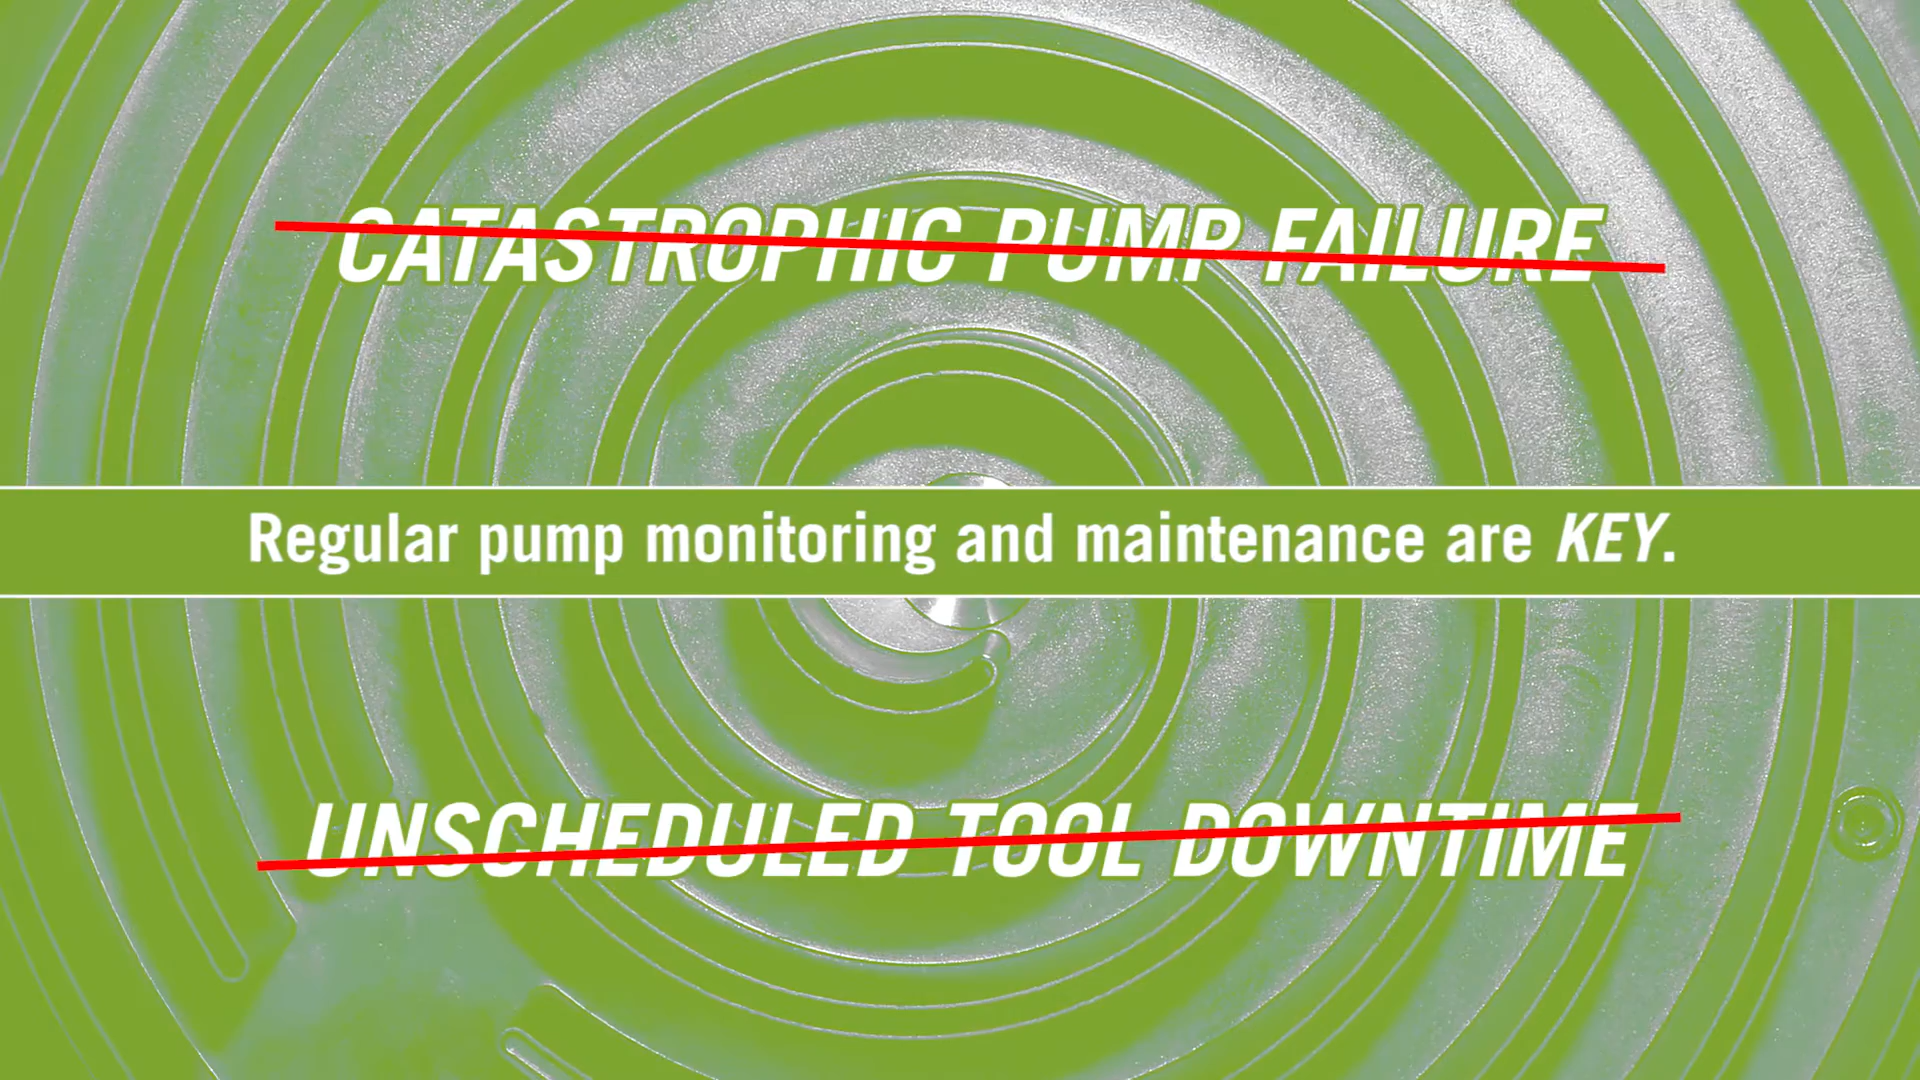 CATASTROPHIC PUMP FAILURE
Regular pump monitoring and maintenance are KEY.
UNSCHEDULED TOOL DOWNTIME